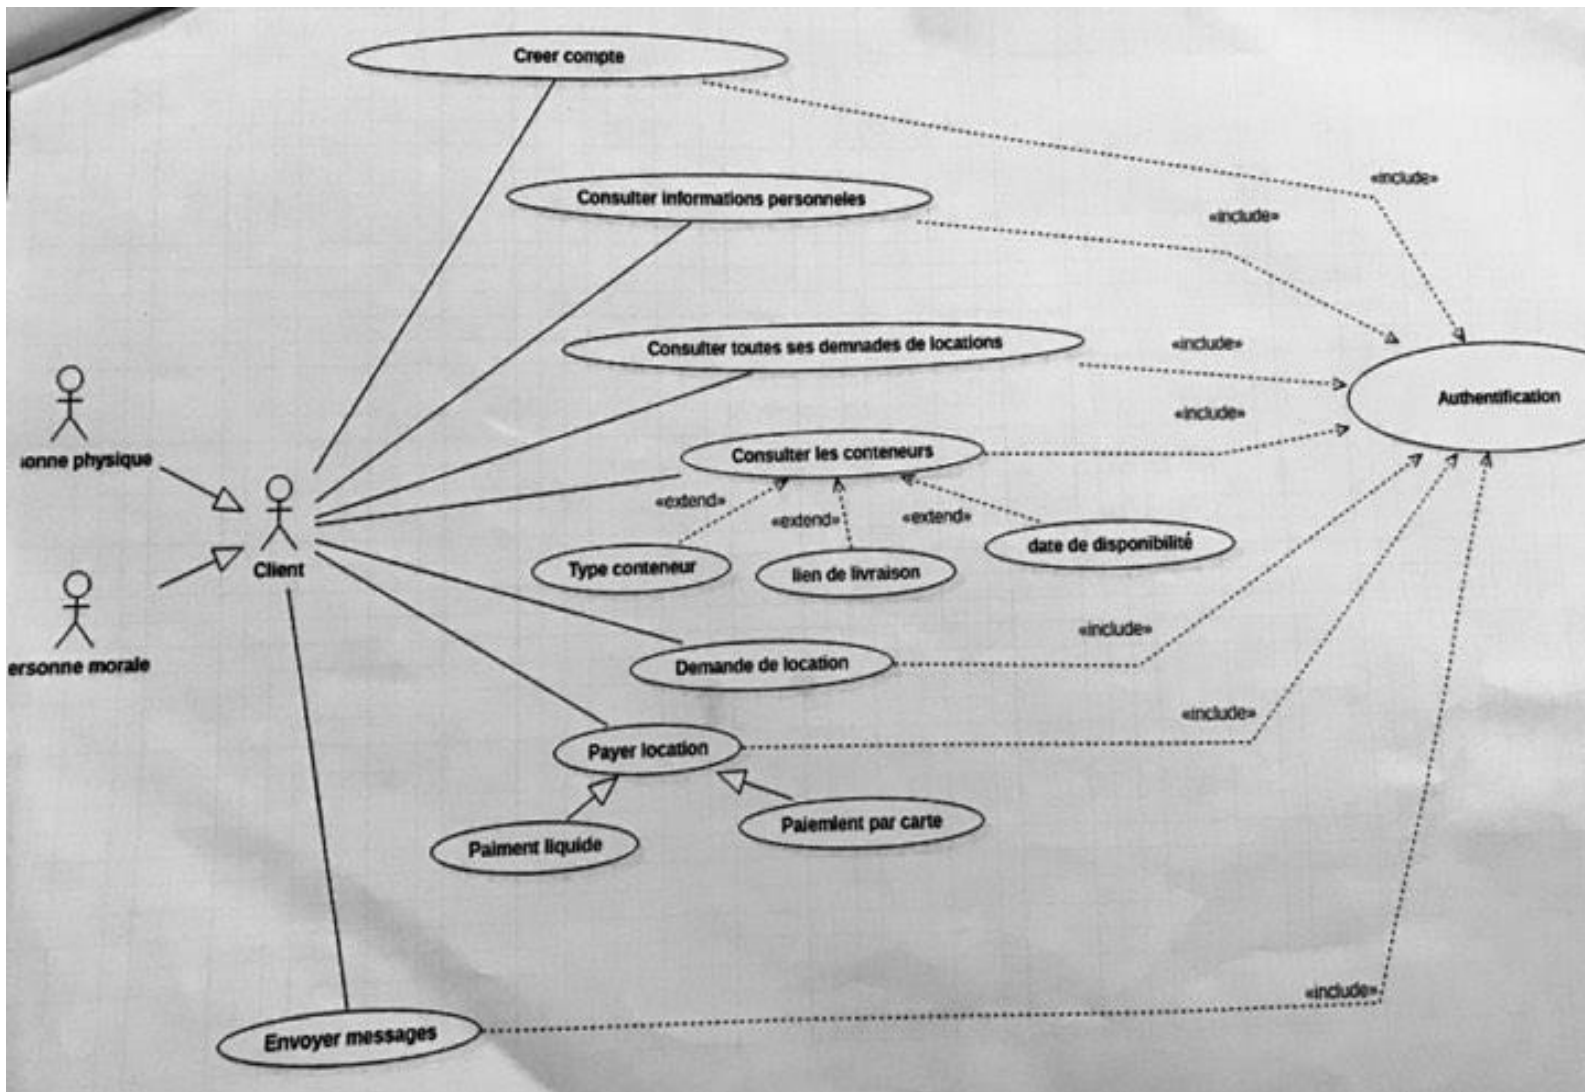 Creer compte
«include»
Consulter informations personneles
«include»
Consulter toutes ses demnades de locations
«include»
Authentification
«include»
Consulter les conteneurs
sonne physique
«extend»
«extend»
«extend»
date de disponibilité
Client
Type conteneur
lien de livraison
«include»
ersonne morale
Demande de location
«include»
Payer location
Paiement par carte
Paiment liquide
«include»
Envoyer messages